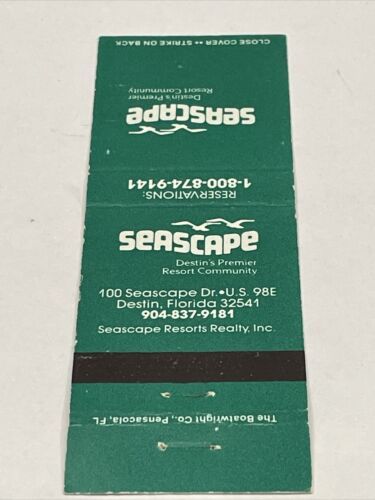 CLOSE COVER •• STRIKE ON BACK
SEASCAPE
Destin's Premier
Resort Community
RESERVATIONS:
1-800-874-9141
SEASCAPE
Destin's Premier
Resort Community
100 Seascape Dr.•U.S. 98E
Destin, Florida 32541
904-837-9181
Seascape Resorts Realty, Inc.
The Boatwright Co., Pensacola, FL